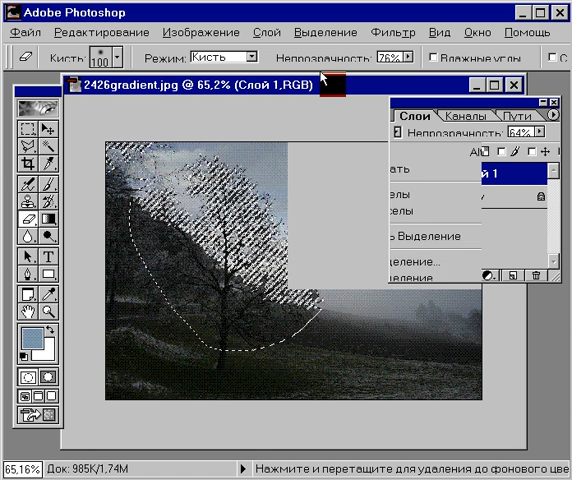 Adobe Photoshop
Файл Редактирование Изображение Слой Выделение Фильтр Вид Окно Помощь
Кисть: 100 Режим: Кисть Непрозрачность: 76% Влажные углы С
2426gradient.jpg @ 65,2% (Слой 1,RGB)
Слои Каналы Пути
Непрозрачность: 64%
ать
й 1
елы
селы
ь Выделение
деление...
деление
65,16% Док: 985K/1,74M Нажмите и перетащите для удаления до фонового цве